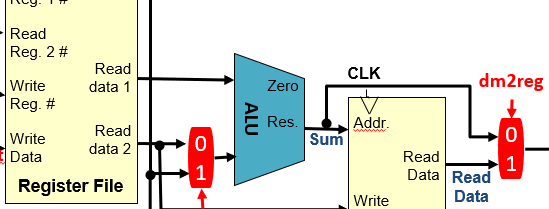 Reg. 1 #
Read
Reg. 2 #
Write
Reg. #
Write
Data
Read
data 1
Read
data 2
Register File
0
1
ALU
Zero
Res.
Sum
CLK
Addr.
Read
Data
Write
Read
Data
dm2reg
0
1